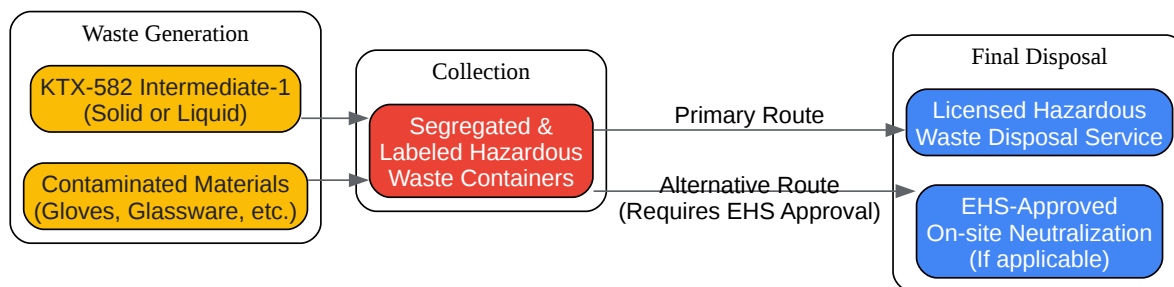 Waste Generation
KTX-582 Intermediate-1
(Solid or Liquid)
Contaminated Materials
(Gloves, Glassware, etc.)
Collection
Segregated &
Labeled Hazardous
Waste Containers
Primary Route
Alternative Route
(Requires EHS Approval)
Final Disposal
Licensed Hazardous
Waste Disposal Service
EHS-Approved
On-site Neutralization
(If applicable)